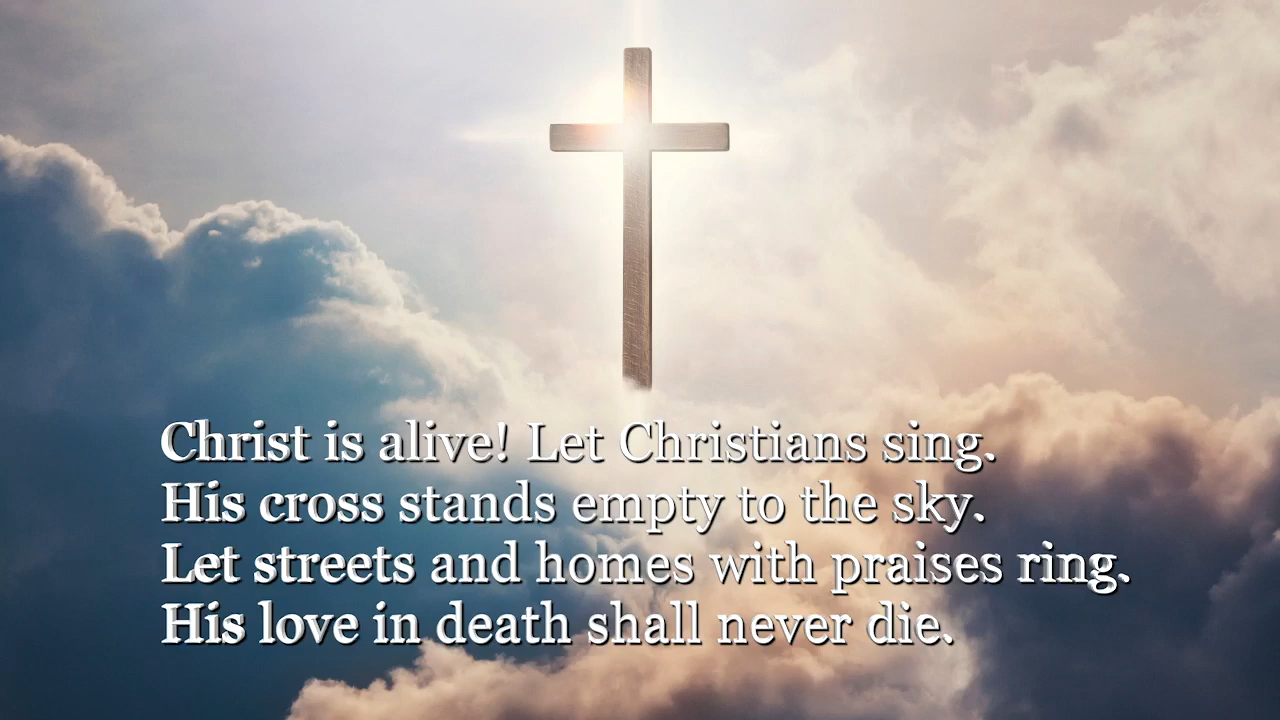 Christ is alive! Let Christians sing.
His cross stands empty to the sky.
Let streets and homes with praises ring.
His love in death shall never die.